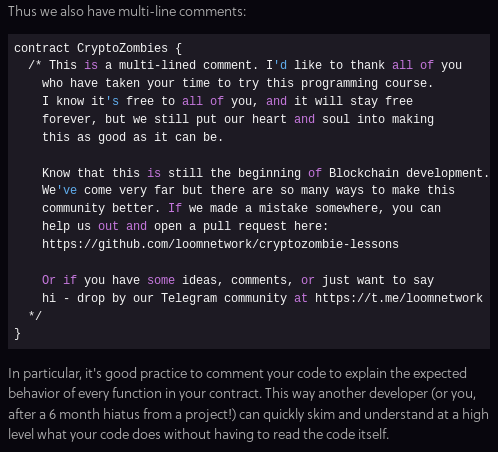 Thus we also have multi-line comments:
contract CryptoZombies {
/* This is a multi-lined comment. I'd like to thank all of you
who have taken your time to try this programming course.
I know it's free to all of you, and it will stay free
forever, but we still put our heart and soul into making
this as good as it can be.
Know that this is still the beginning of Blockchain development.
We've come very far but there are so many ways to make this
community better. If we made a mistake somewhere, you can
help us out and open a pull request here:
https://github.com/loomnetwork/cryptozombie-lessons
Or if you have some ideas, comments, or just want to say
hi - drop by our Telegram community at https://t.me/loomnetwork
*/
}
In particular, it's good practice to comment your code to explain the expected
behavior of every function in your contract. This way another developer (or you,
after a 6 month hiatus from a project!) can quickly skim and understand at a high
level what your code does without having to read the code itself.